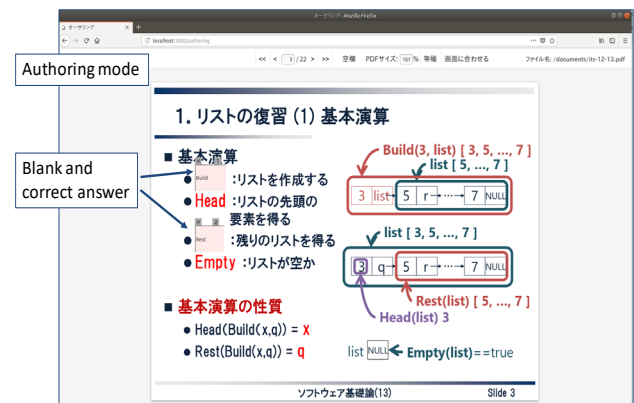 オーサリング - Mozilla Firefox
オーサリング × +
localhost:3000/authoring
<< < 3 / 22 > >> 空欄 PDFサイズ: 161 % 等幅 画面に合わせる ファイル名: /documents/its-12-13.pdf
Authoring mode
1. リストの復習 (1) 基本演算
■ 基本演算
Build(3, list) [ 3, 5, ..., 7 ]
list [ 5, ..., 7 ]
Blank and
correct answer
Build
● :リストを作成する
3 list 5 r 7 NULL
● Head :リストの先頭の
要素を得る
list [ 3, 5, ..., 7 ]
Rest
● :残りのリストを得る
● Empty :リストが空か
3 q 5 r 7 NULL
Rest(list) [ 5, ..., 7 ]
■ 基本演算の性質
Head(list) 3
● Head(Build(x,q)) = x
● Rest(Build(x,q)) = q
list NULL Empty(list)==true
ソフトウェア基礎論(13) Slide 3